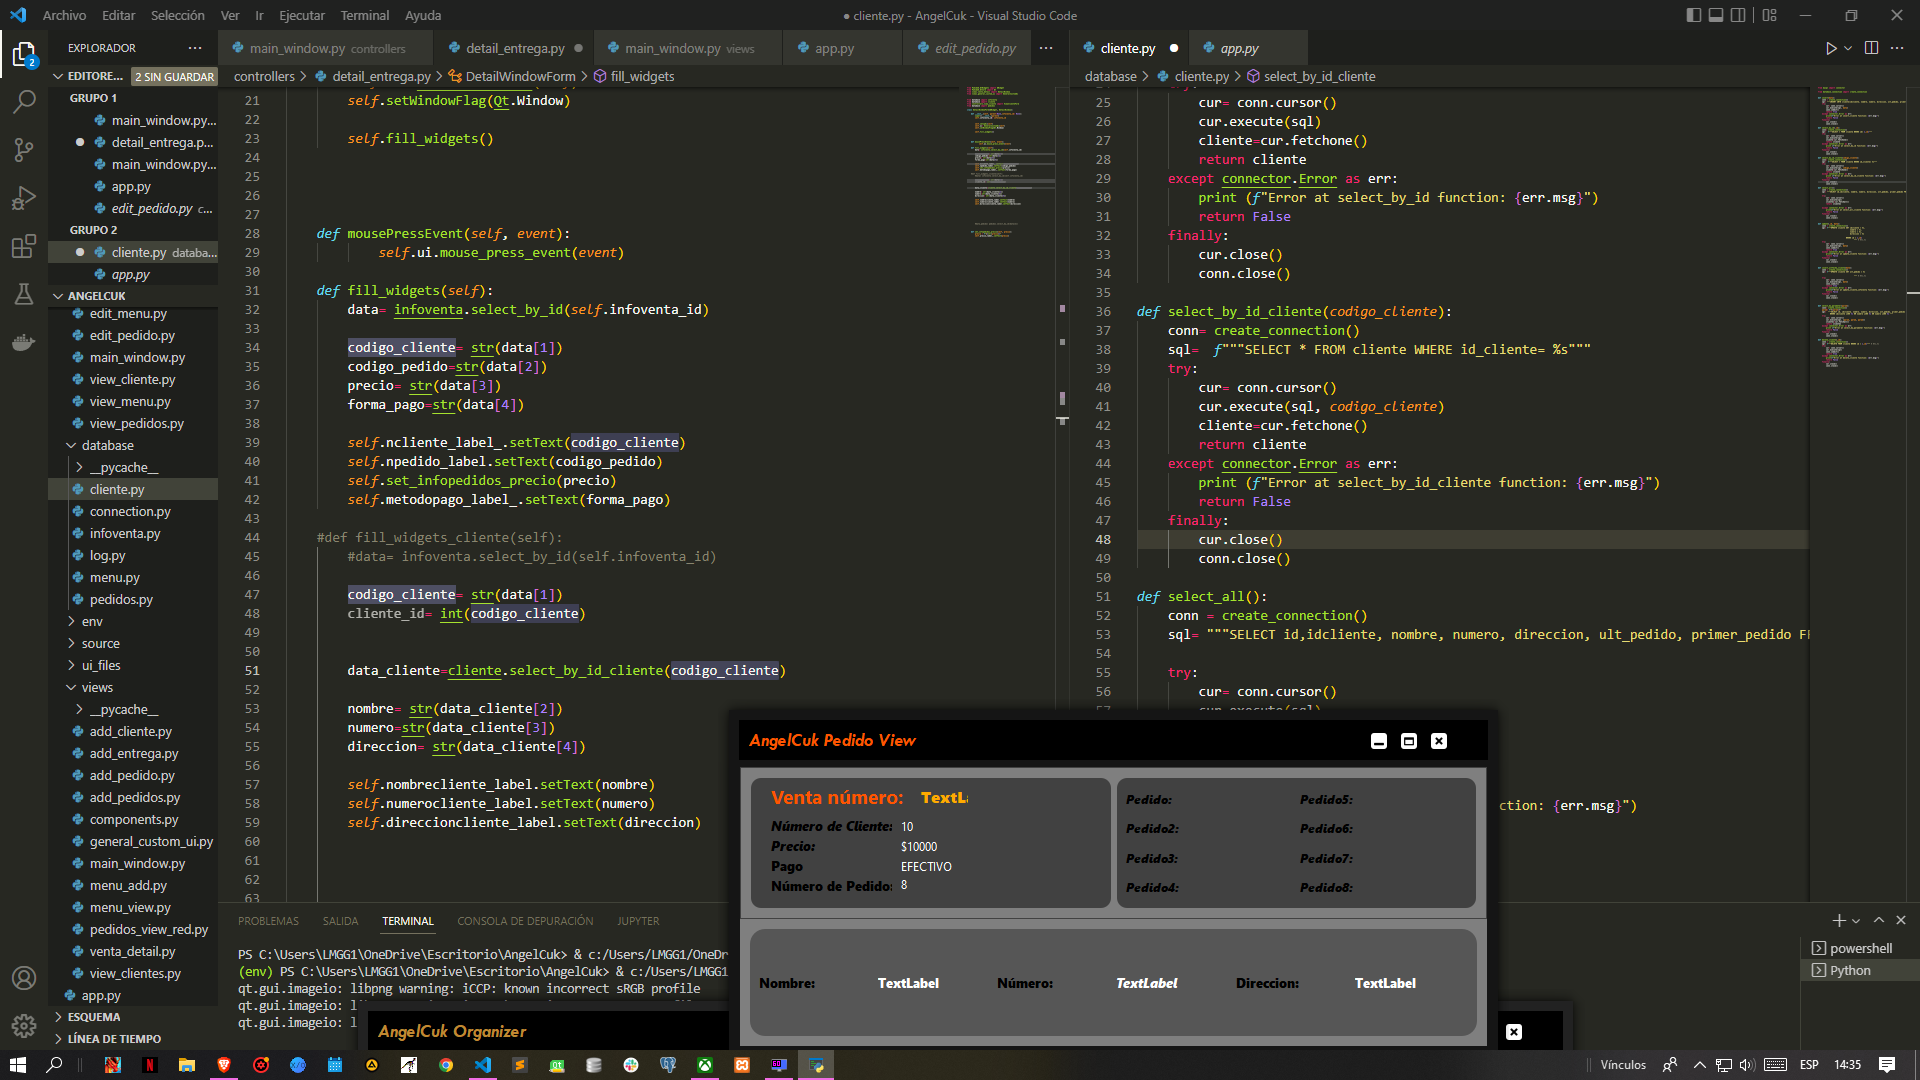 Archivo Editar Selección Ver Ir Ejecutar Terminal Ayuda
● cliente.py - AngelCuk - Visual Studio Code
EXPLORADOR
EDITORE... 2 SIN GUARDAR
GRUPO 1
main_window.py...
detail_entrega.p...
main_window.py...
app.py
edit_pedido.py c...
GRUPO 2
cliente.py databa...
app.py
ANGELCUK
edit_menu.py
edit_pedido.py
main_window.py
view_cliente.py
view_menu.py
view_pedidos.py
database
__pycache__
cliente.py
connection.py
infoventa.py
log.py
menu.py
pedidos.py
env
source
ui_files
views
__pycache__
add_cliente.py
add_entrega.py
add_pedido.py
add_pedidos.py
components.py
general_custom_ui.py
main_window.py
menu_add.py
menu_view.py
pedidos_view_red.py
venta_detail.py
view_clientes.py
app.py
ESQUEMA
LÍNEA DE TIEMPO
2
main_window.py controllers
detail_entrega.py
main_window.py views
app.py
edit_pedido.py
controllers > detail_entrega.py > DetailWindowForm > fill_widgets
21 self.setWindowFlag(Qt.Window)
22
23 self.fill_widgets()
24
25
26
27
28 def mousePressEvent(self, event):
29 self.ui.mouse_press_event(event)
30
31 def fill_widgets(self):
32 data= infoventa.select_by_id(self.infoventa_id)
33
34 codigo_cliente= str(data[1])
35 codigo_pedido=str(data[2])
36 precio= str(data[3])
37 forma_pago=str(data[4])
38
39 self.ncliente_label_.setText(codigo_cliente)
40 self.npedido_label.setText(codigo_pedido)
41 self.set_infopedidos_precio(precio)
42 self.metodopago_label_.setText(forma_pago)
43
44 #def fill_widgets_cliente(self):
45 #data= infoventa.select_by_id(self.infoventa_id)
46
47 codigo_cliente= str(data[1])
48 cliente_id= int(codigo_cliente)
49
50
51 data_cliente=cliente.select_by_id_cliente(codigo_cliente)
52
53 nombre= str(data_cliente[2])
54 numero=str(data_cliente[3])
55 direccion= str(data_cliente[4])
56
57 self.nombrecliente_label.setText(nombre)
58 self.numerocliente_label.setText(numero)
59 self.direccioncliente_label.setText(direccion)
60
61
62
63
cliente.py
app.py
database > cliente.py > select_by_id_cliente
25 cur= conn.cursor()
26 cur.execute(sql)
27 cliente=cur.fetchone()
28 return cliente
29 except connector.Error as err:
30 print (f"Error at select_by_id function: {err.msg}")
31 return False
32 finally:
33 cur.close()
34 conn.close()
35
36 def select_by_id_cliente(codigo_cliente):
37 conn= create_connection()
38 sql= f"""SELECT * FROM cliente WHERE id_cliente= %s"""
39 try:
40 cur= conn.cursor()
41 cur.execute(sql, codigo_cliente)
42 cliente=cur.fetchone()
43 return cliente
44 except connector.Error as err:
45 print (f"Error at select_by_id_cliente function: {err.msg}")
46 return False
47 finally:
48 cur.close()
49 conn.close()
50
51 def select_all():
52 conn = create_connection()
53 sql= """SELECT id,idcliente, nombre, numero, direccion, ult_pedido, primer_pedido
54
55 try:
56 cur= conn.cursor()
57 cur.execute(sql)
ction: {err.msg}")
PROBLEMAS SALIDA TERMINAL CONSOLA DE DEPURACIÓN JUPYTER
PS C:\Users\LMGG1\OneDrive\Escritorio\AngelCuk> & c:/Users/LMGG1/OneDr
(env) PS C:\Users\LMGG1\OneDrive\Escritorio\AngelCuk> & c:/Users/LMGG1
qt.gui.imageio: libpng warning: iCCP: known incorrect sRGB profile
qt.gui.imageio:
qt.gui.imageio:
powershell
Python
AngelCuk Pedido View
Venta número: TextLa
Número de Cliente: 10
Precio: $10000
Pago EFECTIVO
Número de Pedido: 8
Pedido: Pedido5:
Pedido2: Pedido6:
Pedido3: Pedido7:
Pedido4: Pedido8:
Nombre: TextLabel Número: TextLabel Direccion: TextLabel
AngelCuk Organizer
Vínculos ESP 14:35